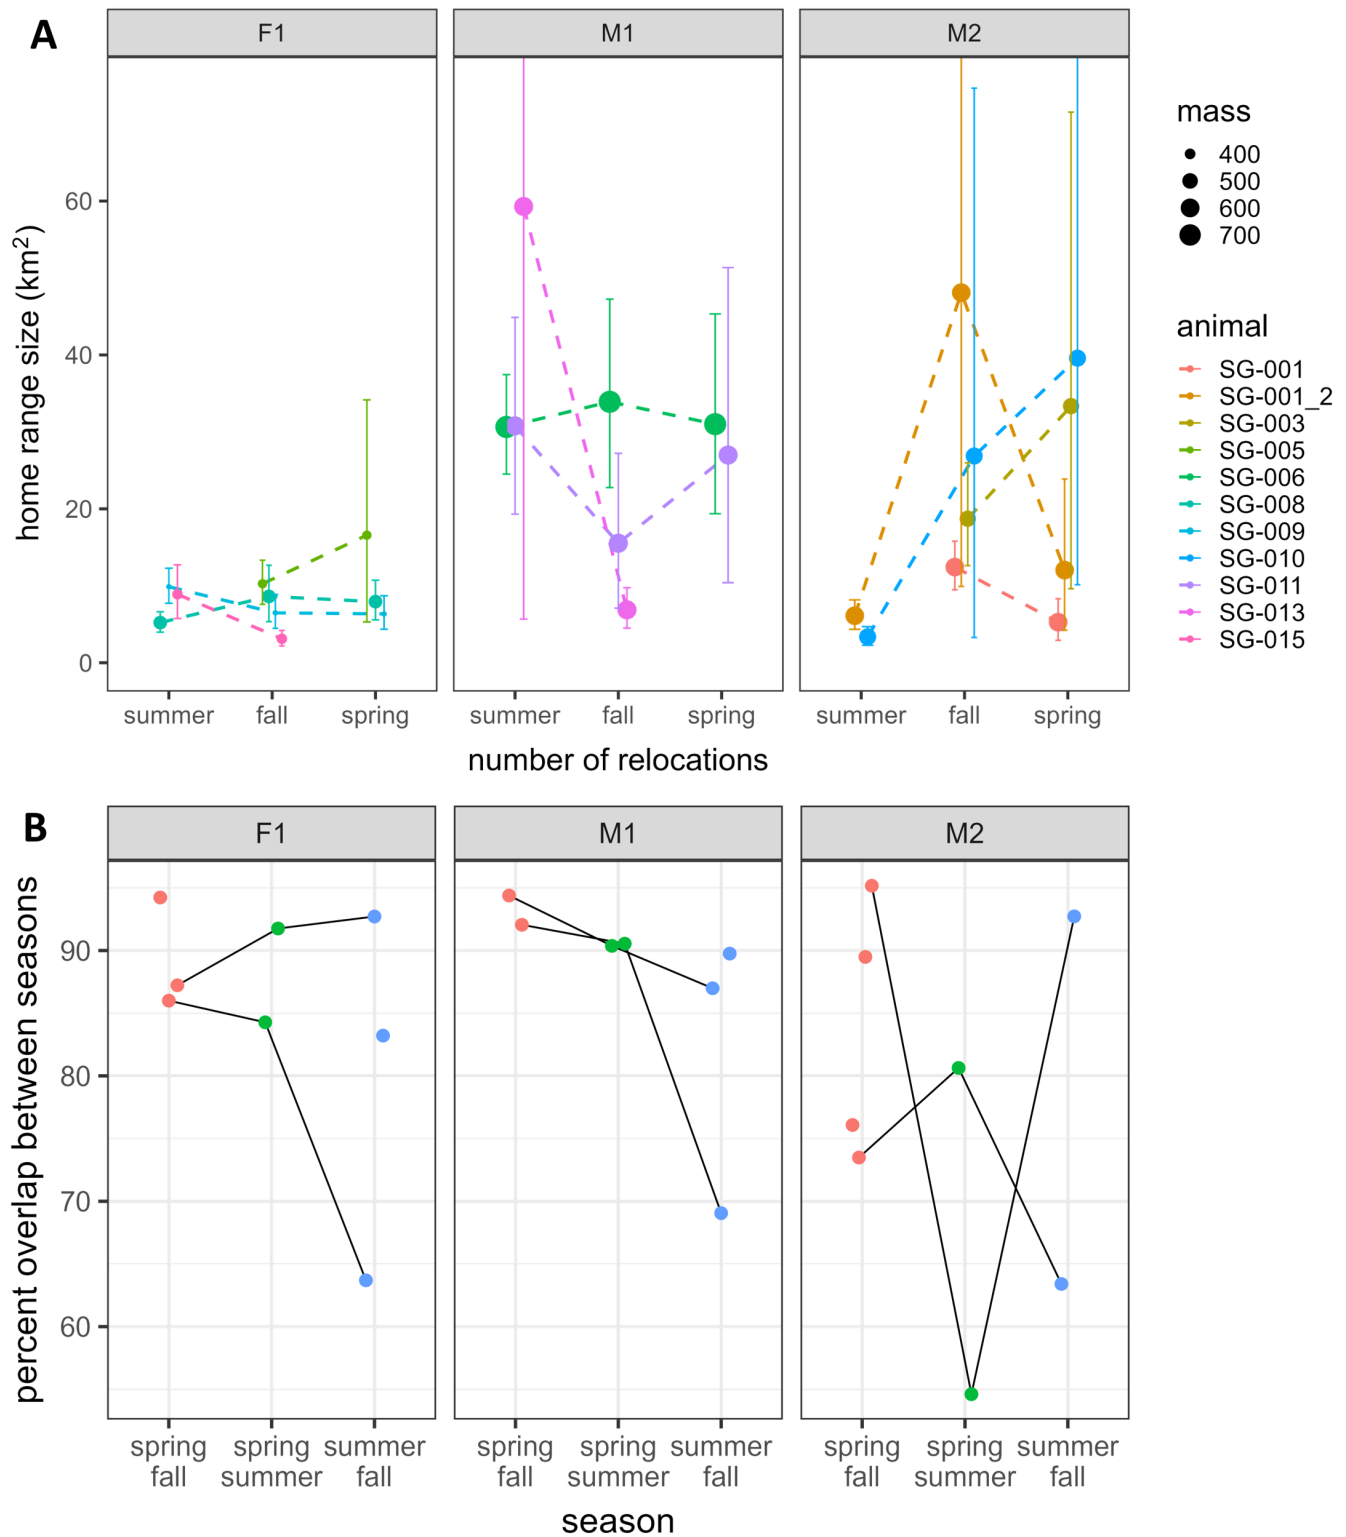 A
F1 M1 M2
home range size (km²)
60
40
20
0
summer fall spring summer fall spring summer fall spring
number of relocations
mass
400
500
600
700
animal
SG-001
SG-001_2
SG-003
SG-005
SG-006
SG-008
SG-009
SG-010
SG-011
SG-013
SG-015
B
F1 M1 M2
percent overlap between seasons
90
80
70
60
spring spring summer spring spring summer spring spring summer
fall summer fall fall summer fall fall summer fall
season